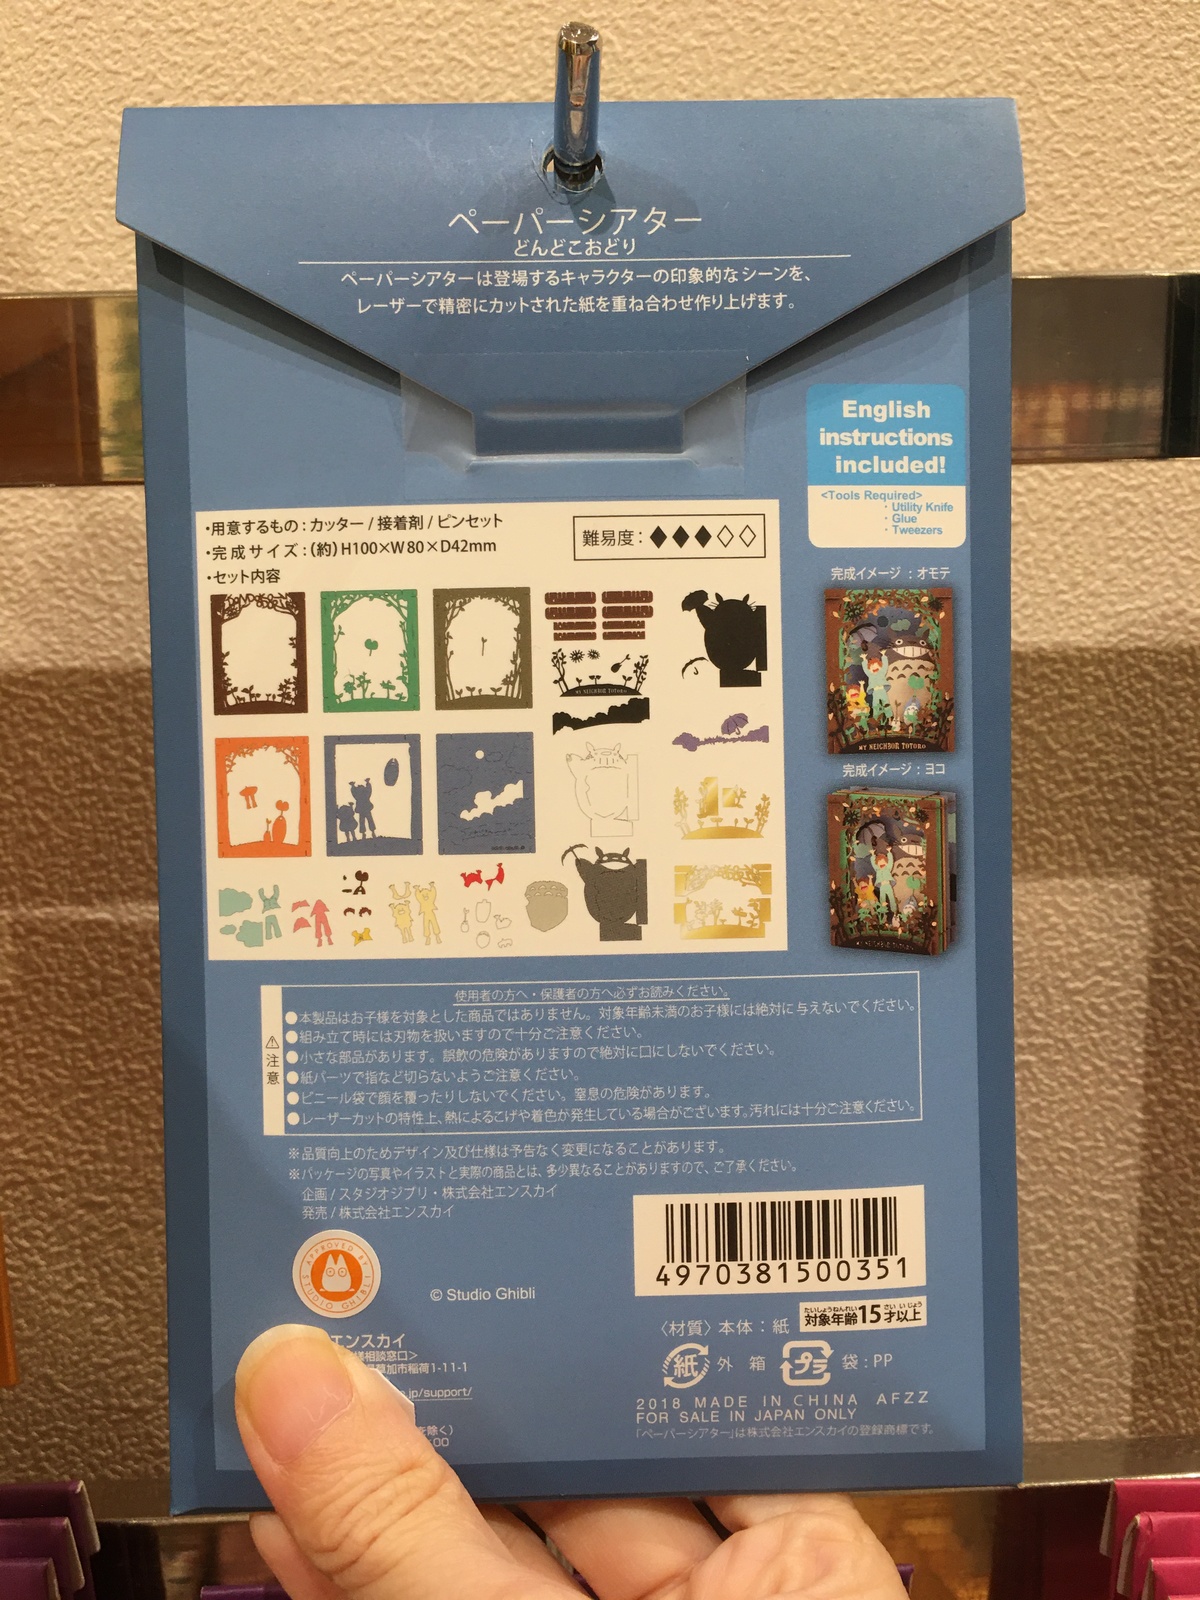 ペーパーシアター
どんどこおどり
ペーパーシアターは登場するキャラクターの印象的なシーンを、
レーザーで精密にカットされた紙を重ね合わせ作り上げます。
English
instructions
included!
<Tools Required>
・Utility Knife
・Glue
・Tweezers
・用意するもの：カッター / 接着剤 / ピンセット
・完成サイズ：(約) H100×W80×D42mm
難易度：◆◆◆◇◇
・セット内容
MY NEIGHBOR TOTORO
完成イメージ：オモテ
MY NEIGHBOR TOTORO
完成イメージ：ヨコ
MY NEIGHBOR TOTORO
⚠注意
使用者の方へ・保護者の方へ必ずお読みください。
●本製品はお子様を対象とした商品ではありません。対象年齢未満のお子様には絶対に与えないでください。
●組み立て時には刃物を扱いますので十分ご注意ください。
●小さな部品があります。誤飲の危険がありますので絶対に口にしないでください。
●紙パーツで指など切らないようご注意ください。
●ビニール袋で顔を覆ったりしないでください。窒息の危険があります。
●レーザーカットの特性上、熱によるこげや着色が発生している場合がございます。汚れには十分ご注意ください。
※品質向上のためデザイン及び仕様は予告なく変更になることがあります。
※パッケージの写真やイラストと実際の商品とは、多少異なることがありますので、ご了承ください。
企画 / スタジオジブリ・株式会社エンスカイ
発売 / 株式会社エンスカイ
APPROVED BY
STUDIO GHIBLI
© Studio Ghibli
4970381500351
〈材質〉本体：紙
たいしょうねんれい さいいじょう
対象年齢15才以上
紙 外 箱 プラ 袋：PP
2018 MADE IN CHINA AFZZ
FOR SALE IN JAPAN ONLY
「ペーパーシアター」は株式会社エンスカイの登録商標です。
エンスカイ
様相談窓口>
草加市稲荷1-11-1
.jp/support/
を除く)
:00